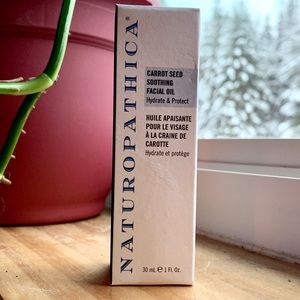 NATUROPATHICA®
CARROT SEED
SOOTHING
FACIAL OIL
Hydrate & Protect
HUILE APAISANTE
POUR LE VISAGE
À LA CRAINE DE
CAROTTE
Hydrate et protège
30 mL ℮ 1 Fl. Oz.